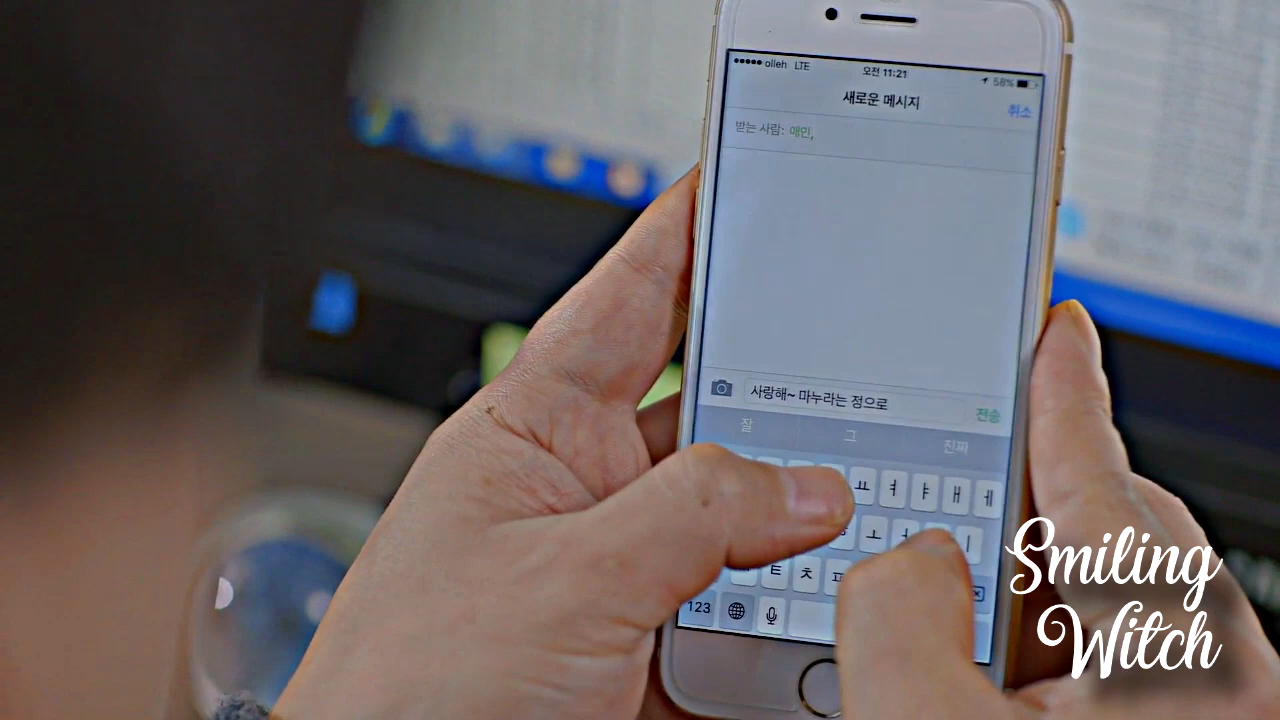 olleh LTE 오전 11:21 58%
새로운 메시지 취소
받는 사람: 애인,
사랑해~ 마누라는 정으로 전송
잘 그 진짜
ㅛ ㅕ ㅑ ㅐ ㅔ
ㅗ ㅣ
ㅌ ㅊ ㅍ
123
Smiling
Witch